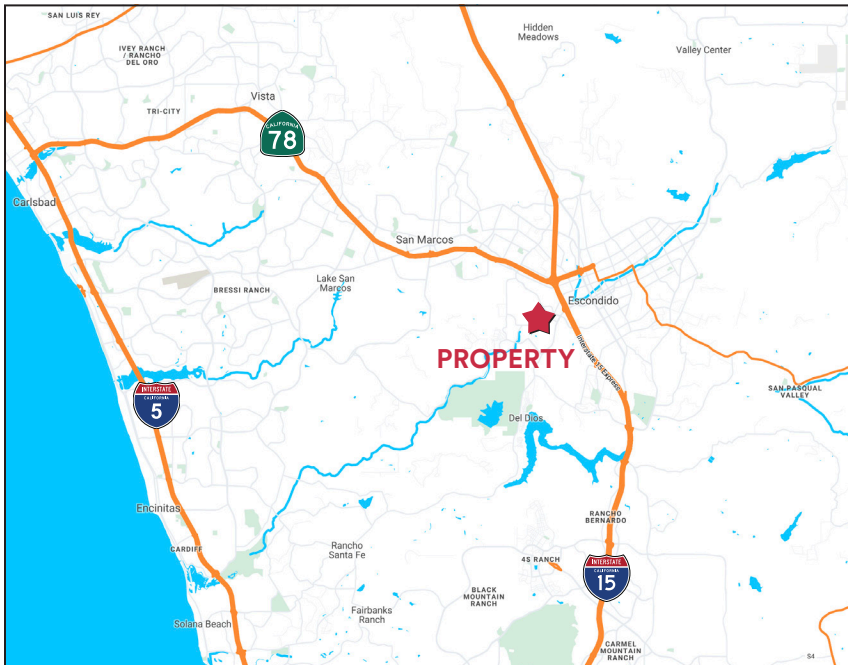 SAN LUIS REY
IVEY RANCH
/ RANCHO
DEL ORO
Hidden
Meadows
Valley Center
Vista
TRI-CITY
CALIFORNIA
78
Carlsbad
San Marcos
Lake San
Marcos
BRESSI RANCH
Escondido
PROPERTY
Interstate 15 Express
INTERSTATE
CALIFORNIA
5
SAN PASQUAL
VALLEY
Del Dios
Encinitas
RANCHO
BERNARDO
CARDIFF
Rancho
Santa Fe
4S RANCH
INTERSTATE
CALIFORNIA
15
BLACK
MOUNTAIN
RANCH
Fairbanks
Ranch
Solana Beach
CARMEL
MOUNTAIN
RANCH
S4